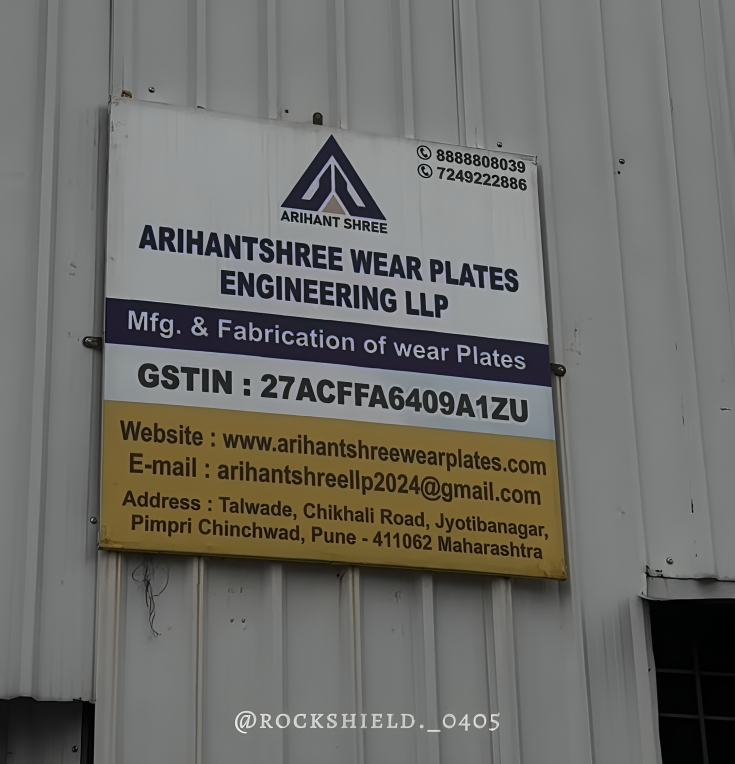 8888808039
7249222886
ARIHANT SHREE
ARIHANTSHREE WEAR PLATES
ENGINEERING LLP
Mfg. & Fabrication of wear Plates
GSTIN : 27ACFFA6409A1ZU
Website : www.arihantshreewearplates.com
E-mail : arihantshreellp2024@gmail.com
Address : Talwade, Chikhali Road, Jyotibanagar,
Pimpri Chinchwad, Pune - 411062 Maharashtra
@ROCKSHIELD._0405